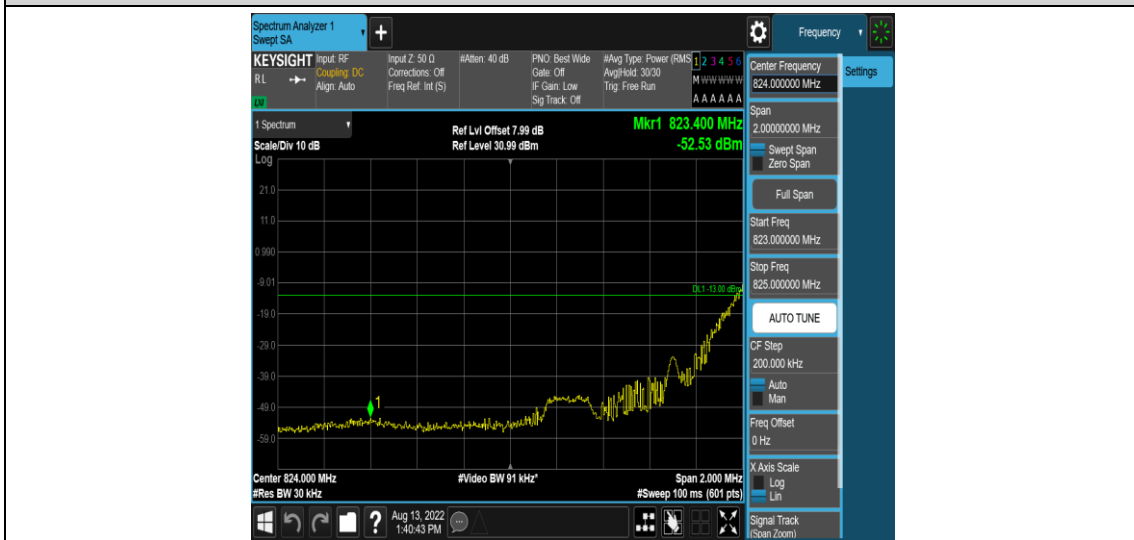 Spectrum Analyzer 1
Swept SA
+
Frequency
KEYSIGHT
RL
LXI
Input: RF
Coupling: DC
Align: Auto
Input Z: 50 Ω
Corrections: Off
Freq Ref: Int (S)
#Atten: 40 dB
PNO: Best Wide
Gate: Off
IF Gain: Low
Sig Track: Off
#Avg Type: Power (RMS
Avg|Hold: 30/30
Trig: Free Run
1 2 3 4 5 6
M W W W W W
A A A A A A
1 Spectrum
Scale/Div 10 dB
Log
Ref Lvl Offset 7.99 dB
Ref Level 30.99 dBm
Mkr1 823.400 MHz
-52.53 dBm
21.0
11.0
0.990
-9.01
DL1 -13.00 dBm
-19.0
-29.0
-39.0
-49.0
1
-59.0
Center 824.000 MHz
#Res BW 30 kHz
#Video BW 91 kHz*
Span 2.000 MHz
#Sweep 100 ms (601 pts)
?
Aug 13, 2022
1:40:43 PM
Center Frequency
824.000000 MHz
Settings
Span
2.00000000 MHz
Swept Span
Zero Span
Full Span
Start Freq
823.000000 MHz
Stop Freq
825.000000 MHz
AUTO TUNE
CF Step
200.000 kHz
Auto
Man
Freq Offset
0 Hz
X Axis Scale
Log
Lin
Signal Track
(Span Zoom)